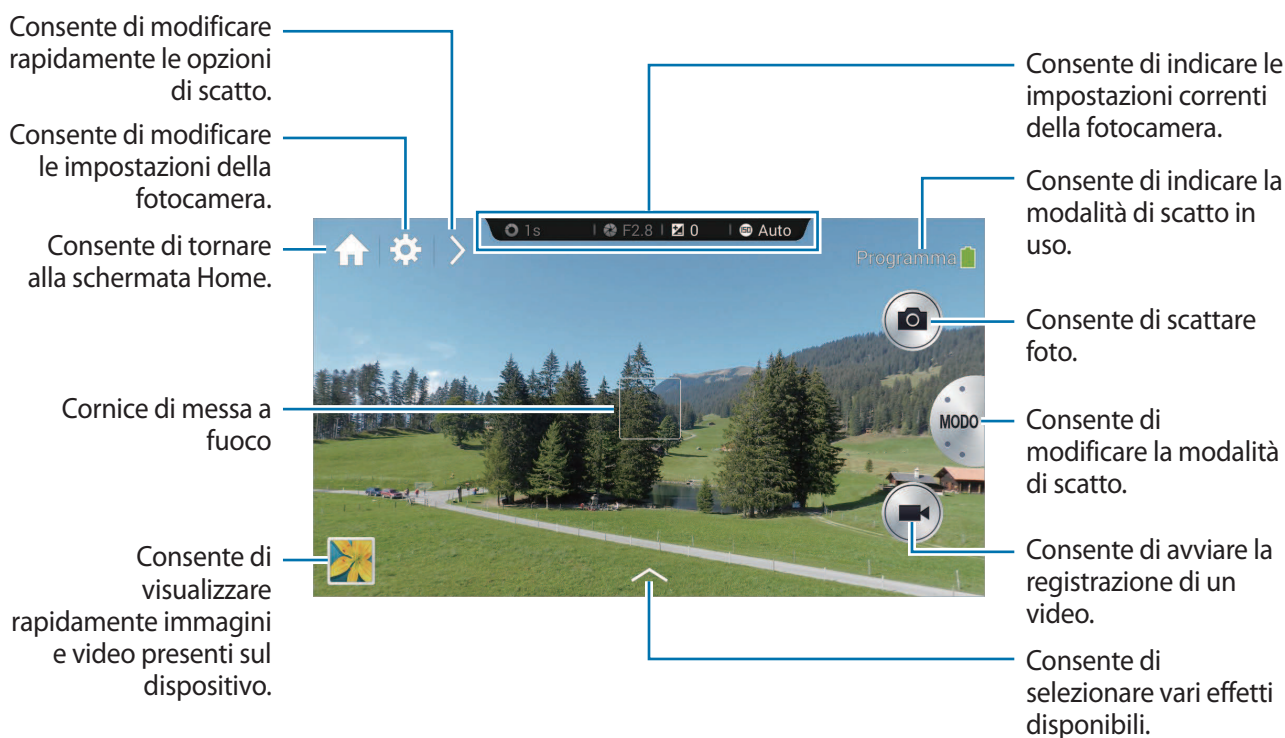 Consente di modificare
rapidamente le opzioni
di scatto.
Consente di modificare
le impostazioni della
fotocamera.
Consente di tornare
alla schermata Home.
Cornice di messa a
fuoco
Consente di
visualizzare
rapidamente immagini
e video presenti sul
dispositivo.
1s F2.8 0 ISO Auto
Programma
MODO
Consente di indicare le
impostazioni correnti
della fotocamera.
Consente di indicare la
modalità di scatto in
uso.
Consente di scattare
foto.
Consente di
modificare la modalità
di scatto.
Consente di avviare la
registrazione di un
video.
Consente di
selezionare vari effetti
disponibili.